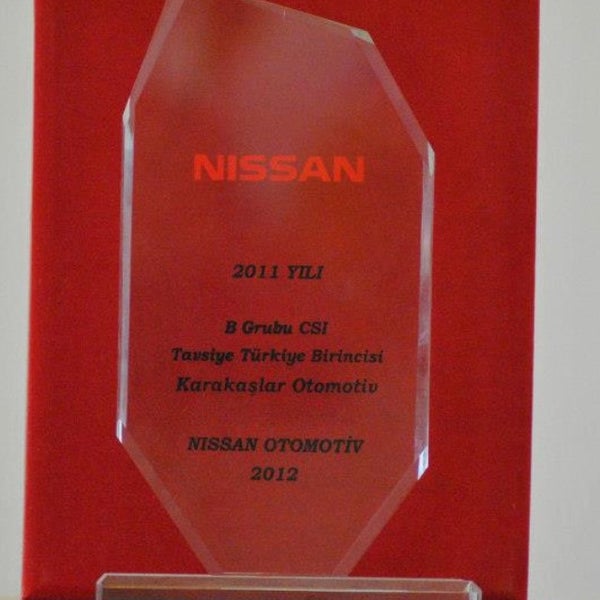 NISSAN
2011 YILI
B Grubu CSI
Tavsiye Türkiye Birincisi
Karakaşlar Otomotiv
NISSAN OTOMOTİV
2012